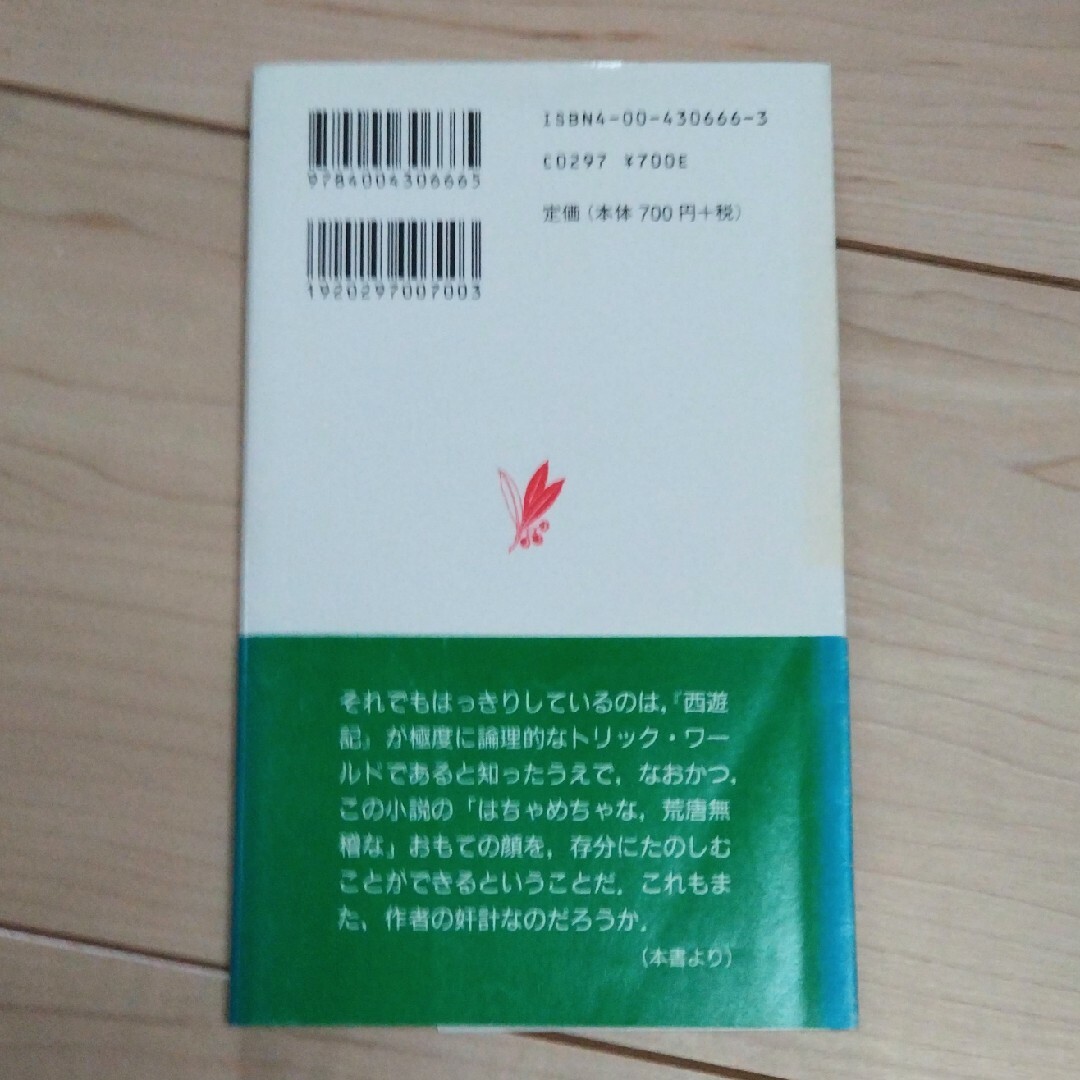 ISBN4-00-430666-3
9784004306665
C0297 ¥700E
定価（本体 700 円＋税）
1920297007003
それでもはっきりしているのは，『西遊
記』が極度に論理的なトリック・ワー
ルドであると知ったうえで，なおかつ，
この小説の「はちゃめちゃな，荒唐無
稽な」おもての顔を，存分にたのしむ
ことができるということだ．これもま
た，作者の奸計なのだろうか．
（本書より）